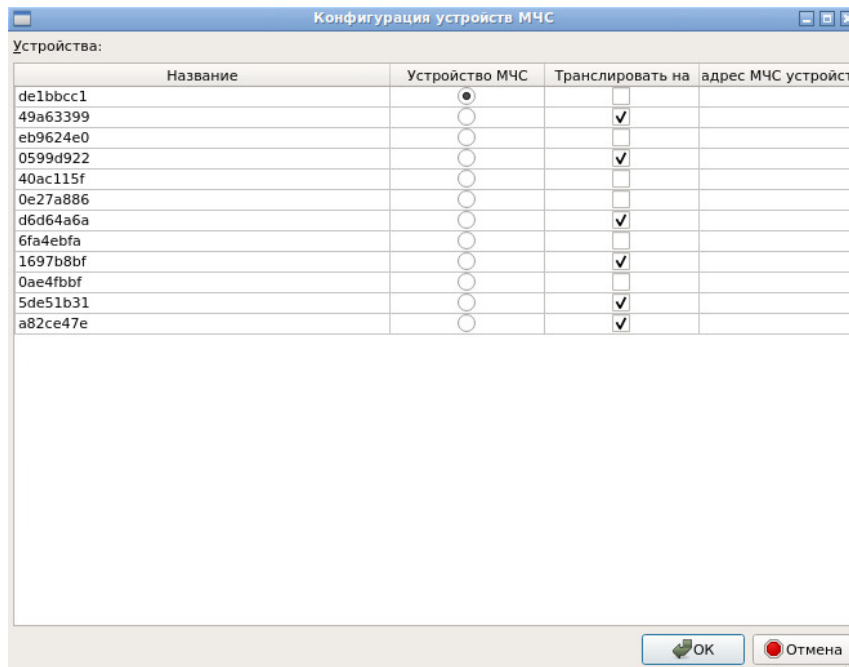 Конфигурация устройств МЧС
Устройства:
Название Устройство МЧС Транслировать на адрес МЧС устройст
de1bbcc1
49a63399
eb9624e0
0599d922
40ac115f
0e27a886
d6d64a6a
6fa4ebfa
1697b8bf
0ae4fbbf
5de51b31
a82ce47e
ОК Отмена